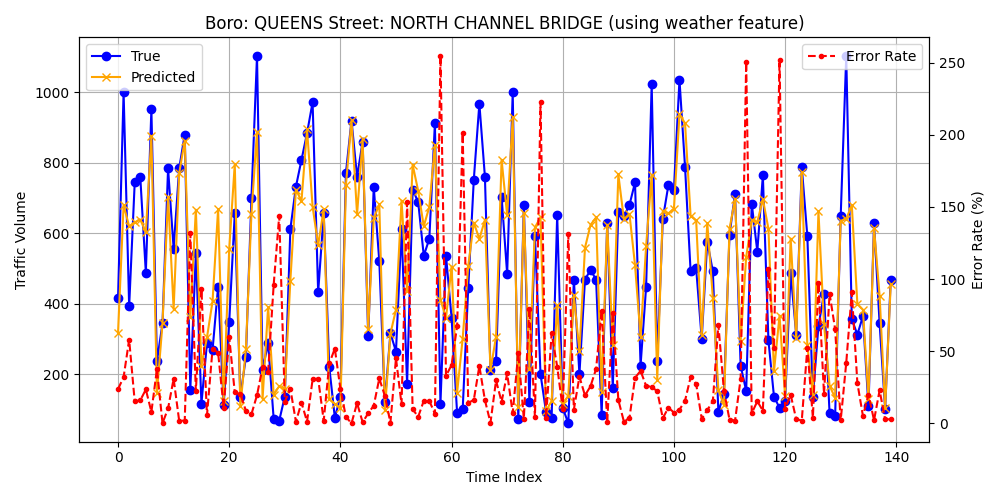 Boro: QUEENS Street: NORTH CHANNEL BRIDGE (using weather feature)
True
Predicted
Error Rate
Traffic Volume
1000
800
600
400
200
250
200
150
100
50
0
Error Rate (%)
0 20 40 60 80 100 120 140
Time Index